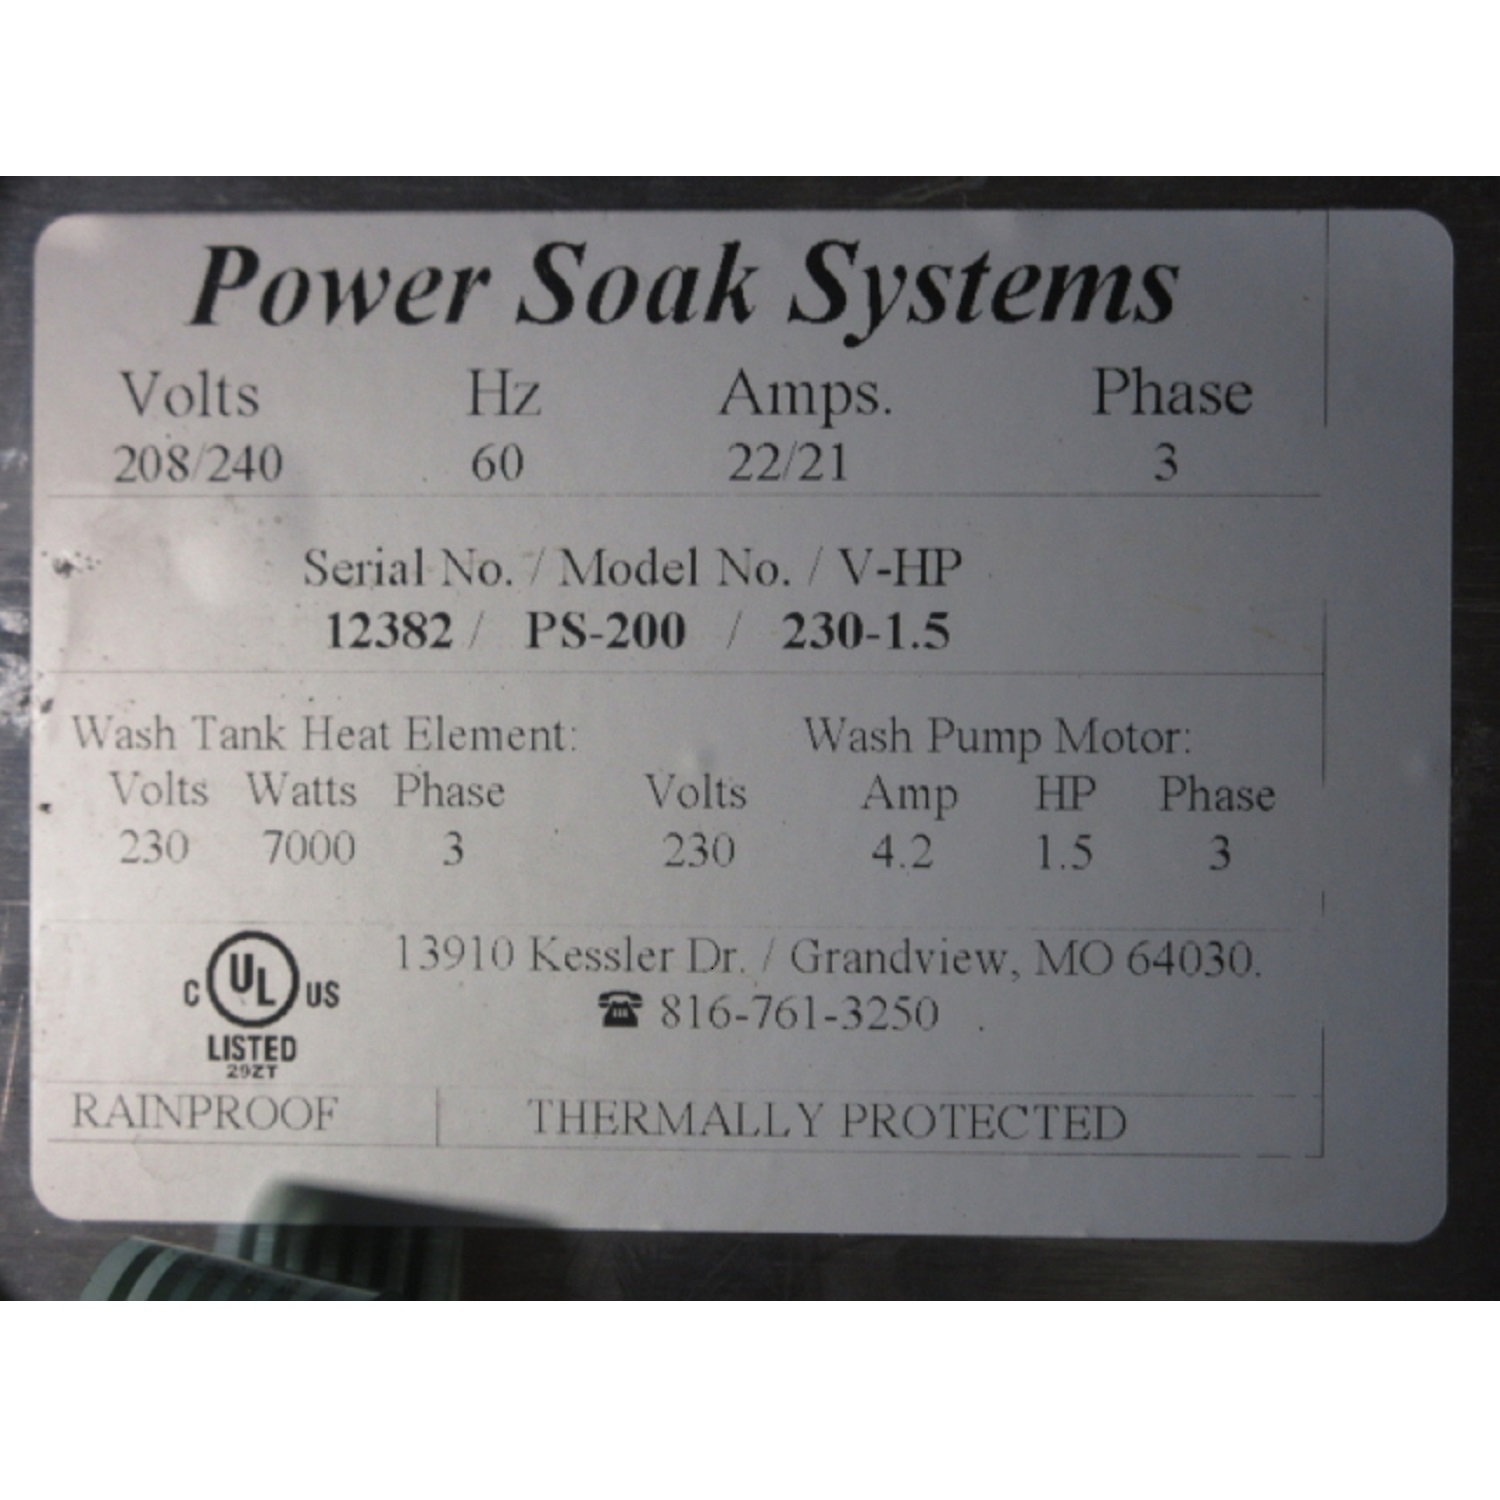 Power Soak Systems
Volts Hz Amps. Phase
208/240 60 22/21 3
Serial No. / Model No. / V-HP
12382 / PS-200 / 230-1.5
Wash Tank Heat Element: Wash Pump Motor:
Volts Watts Phase Volts Amp HP Phase
230 7000 3 230 4.2 1.5 3
13910 Kessler Dr. / Grandview, MO 64030.
☎ 816-761-3250 .
C UL US
LISTED
29ZT
RAINPROOF THERMALLY PROTECTED